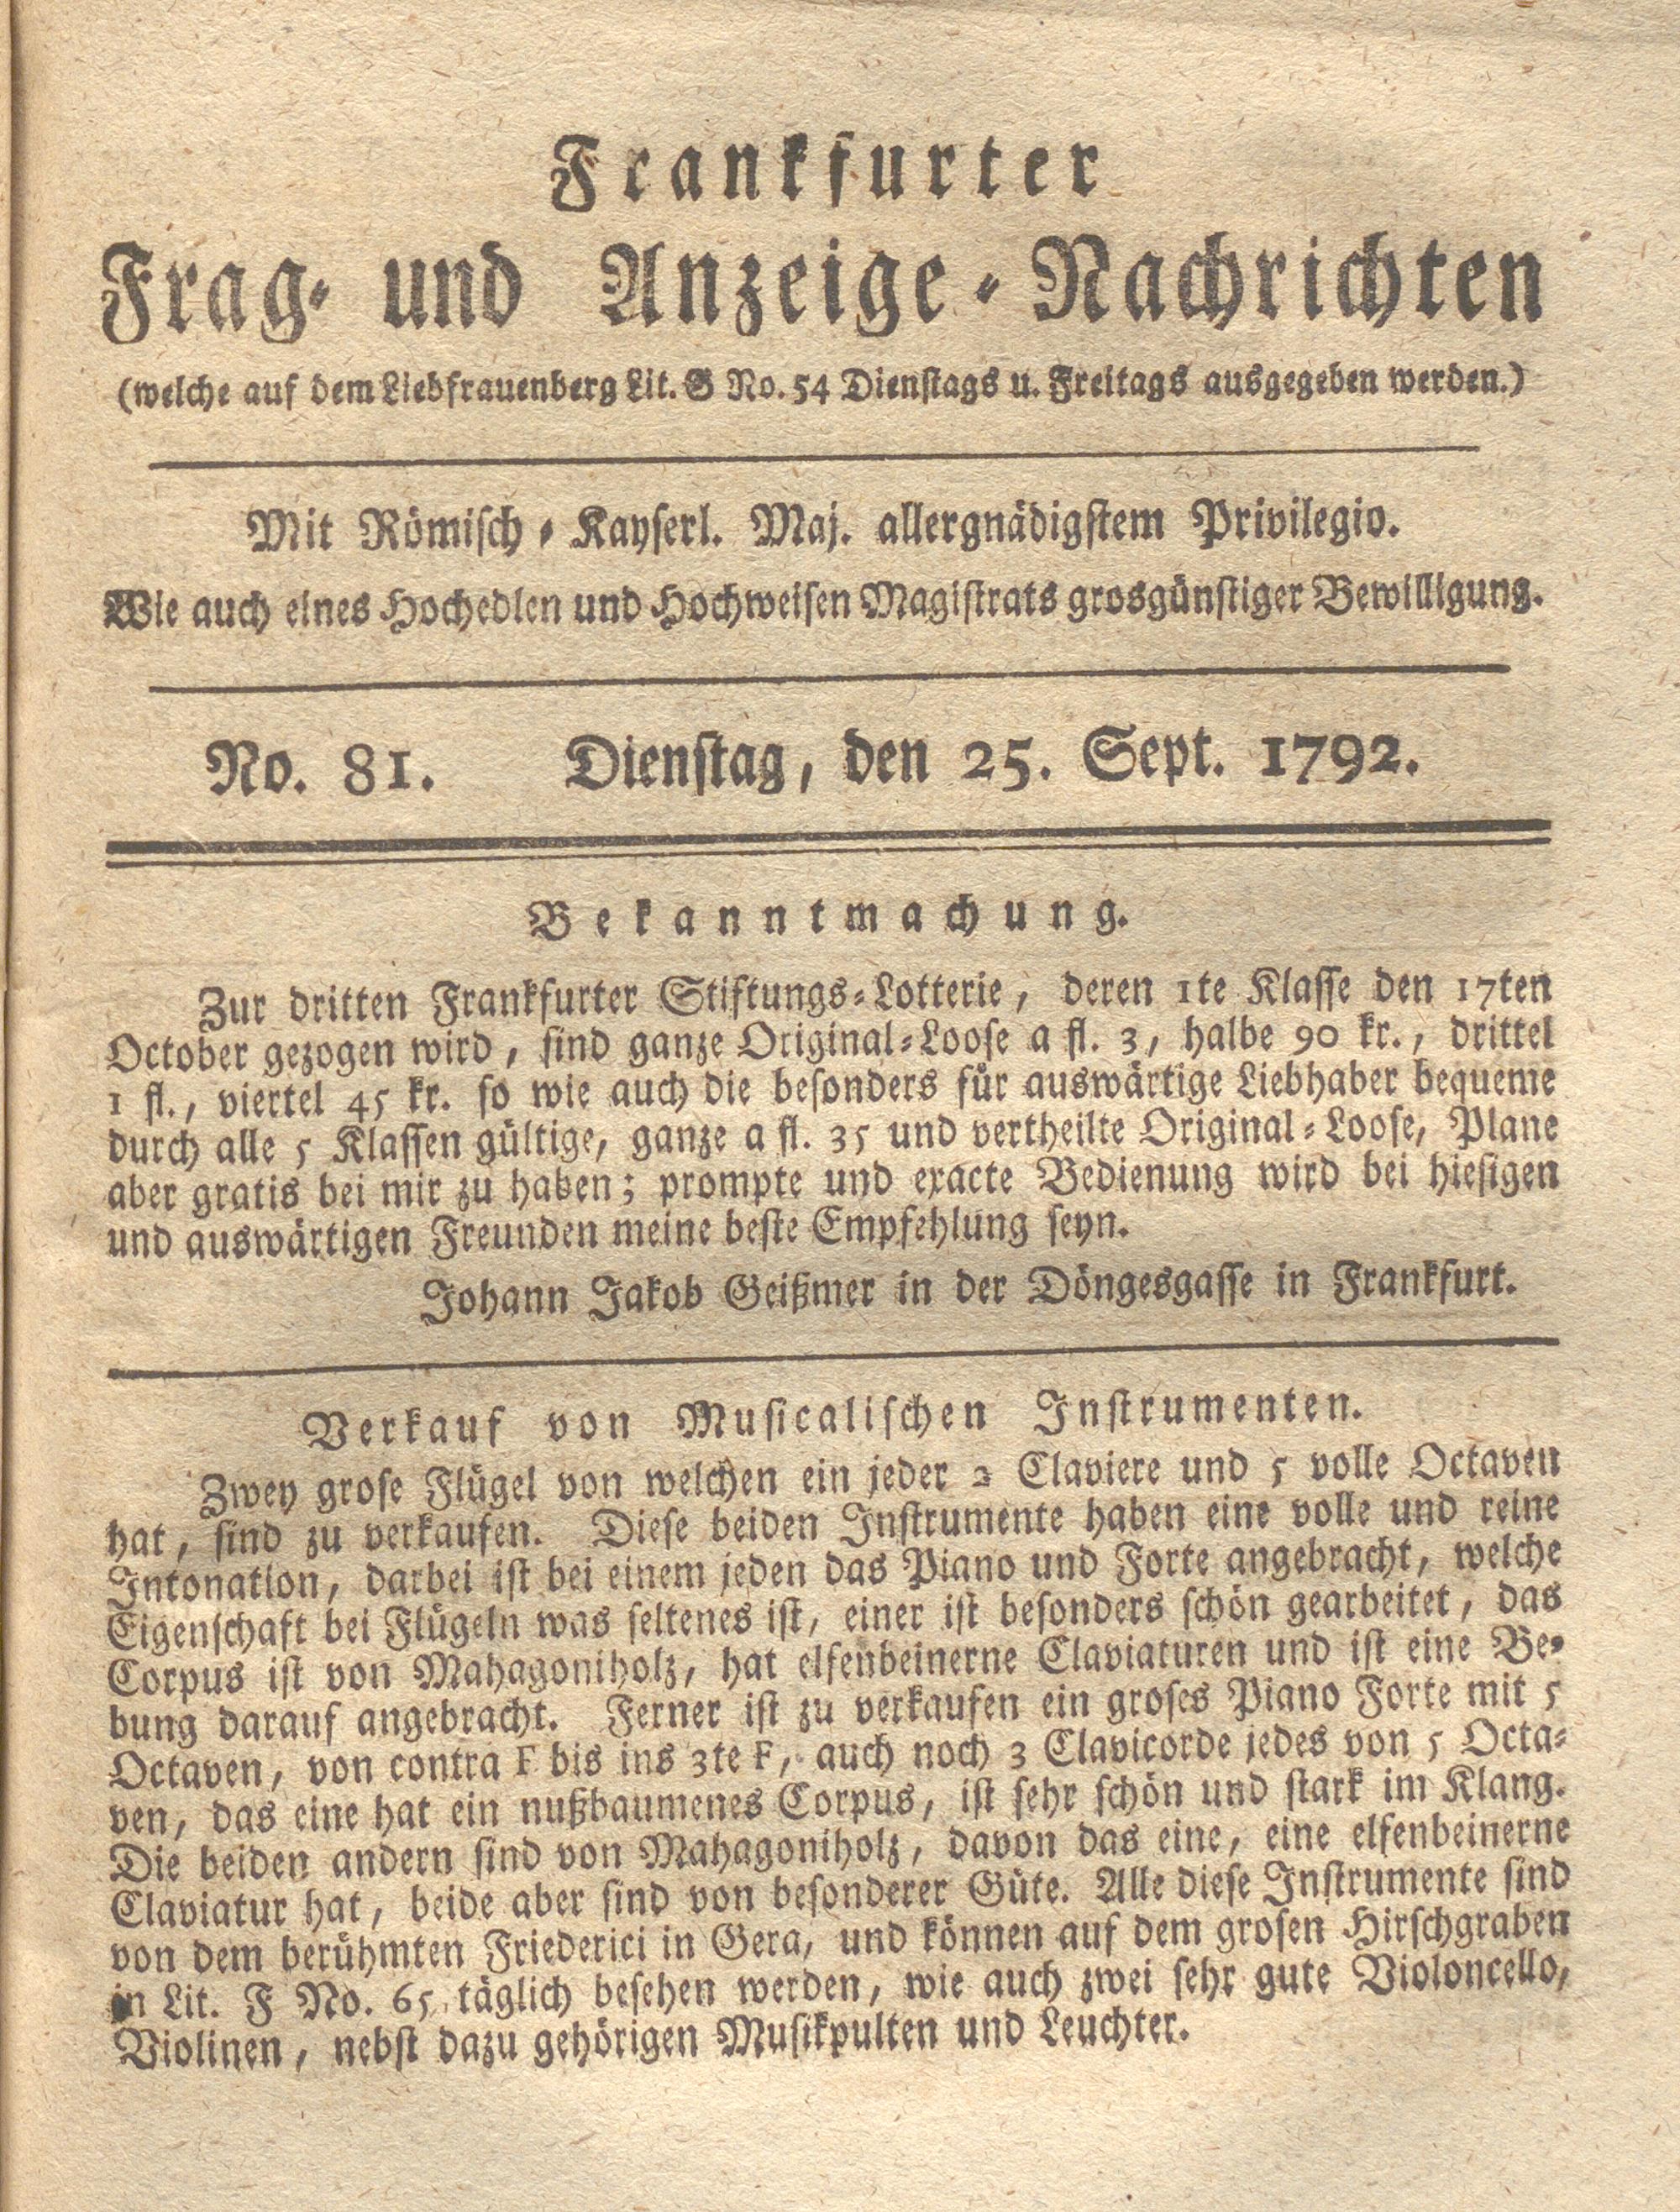 Frankfurter
Frag- und Anzeige-Nachrichten
(welche auf dem Liebfrauenberg Lit. G No. 54 Dienstags u. Freitags ausgegeben werden.)
Mit Römisch-Kayserl. Maj. allergnädigstem Privilegio.
Wie auch eines Hochedlen und Hochweisen Magistrats grosgünstiger Bewilligung.
No. 81. Dienstag, den 25. Sept. 1792.
Bekanntmachung.
Zur dritten Frankfurter Stiftungs-Lotterie, deren 1te Klasse den 17ten
October gezogen wird, sind ganze Original-Loose a fl. 3, halbe 90 kr., drittel
1 fl., viertel 45 kr. so wie auch die besonders für auswärtige Liebhaber bequeme
durch alle 5 Klassen gültige, ganze a fl. 35 und vertheilte Original-Loose, Plane
aber gratis bei mir zu haben; prompte und exacte Bedienung wird bei hiesigen
und auswärtigen Freunden meine beste Empfehlung seyn.
Johann Jakob Geißmer in der Döngesgasse in Frankfurt.
Verkauf von Musicalischen Instrumenten.
Zwey grose Flügel von welchen ein jeder 2 Claviere und 5 volle Octaven
hat, sind zu verkaufen. Diese beiden Instrumente haben eine volle und reine
Intonation, darbei ist bei einem jeden das Piano und Forte angebracht, welche
Eigenschaft bei Flügeln was seltenes ist, einer ist besonders schön gearbeitet, das
Corpus ist von Mahagoniholz, hat elfenbeinerne Claviaturen und ist eine Be-
bung darauf angebracht. Ferner ist zu verkaufen ein groses Piano Forte mit 5
Octaven, von contra F bis ins 3te F, auch noch 3 Clavicorde jedes von 5 Octa-
ven, das eine hat ein nußbaumenes Corpus, ist sehr schön und stark im Klang.
Die beiden andern sind von Mahagoniholz, davon das eine, eine elfenbeinerne
Claviatur hat, beide aber sind von besonderer Güte. Alle diese Instrumente sind
von dem berühmten Friederici in Gera, und können auf dem grosen Hirschgraben
in Lit. F No. 65 täglich besehen werden, wie auch zwei sehr gute Violoncello,
Violinen, nebst dazu gehörigen Musikpulten und Leuchter.